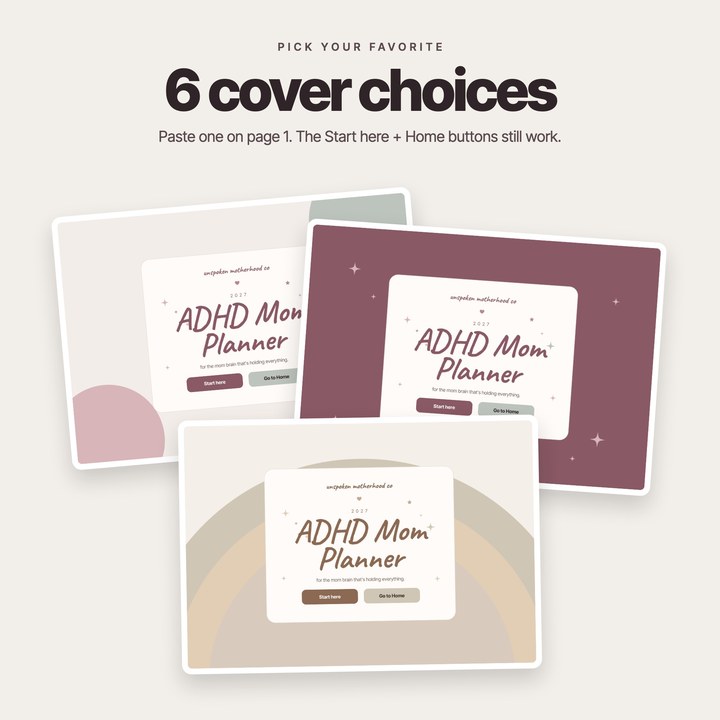 PICK YOUR FAVORITE
6 cover choices
Paste one on page 1. The Start here + Home buttons still work.
unspoken motherhood co
2027
ADHD Mom
Planner
for the mom brain that's holding everything.
Start here
Go to Home
unspoken motherhood co
2027
ADHD Mom
Planner
for the mom brain that's holding everything.
Start here
Go to Home
unspoken motherhood co
2027
ADHD Mom
Planner
for the mom brain that's holding everything.
Start here
Go to Home